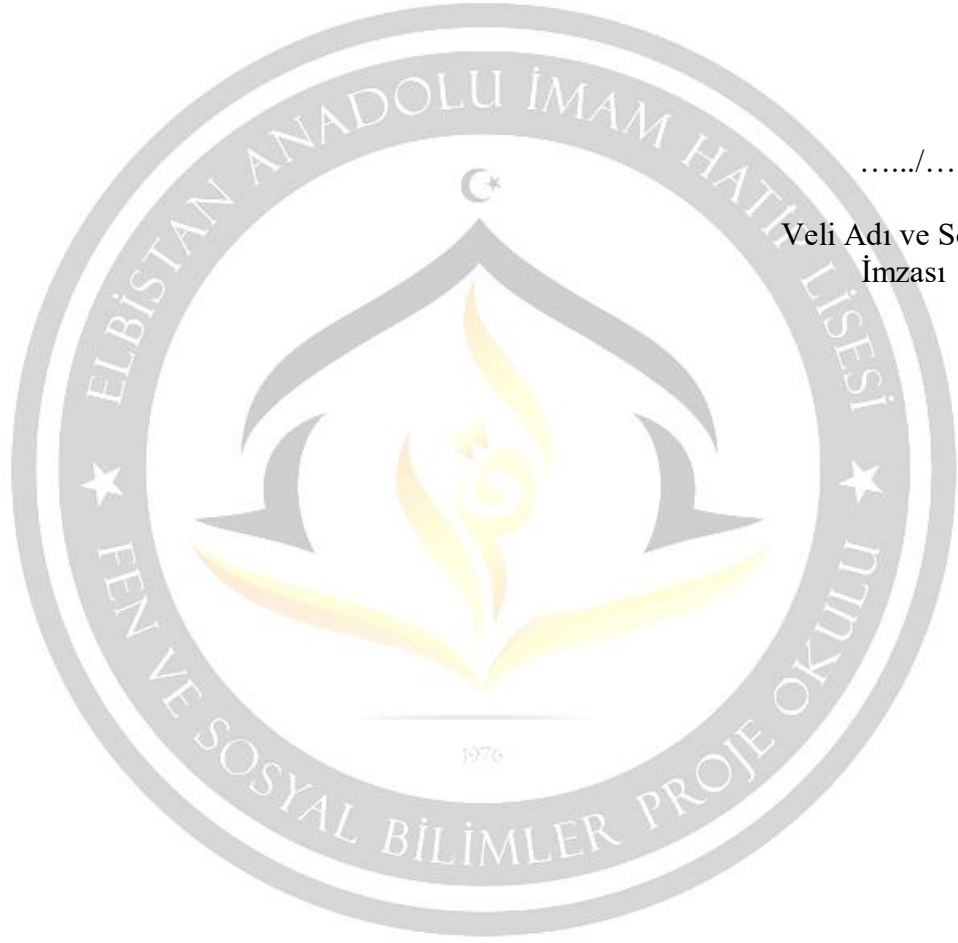 ELBİSTAN ANADOLU İMAM HATİP LİSESİ
....../...
Veli Adı ve So
İmzası
1976
FEN VE SOSYAL BİLİMLER PROJE OKULU